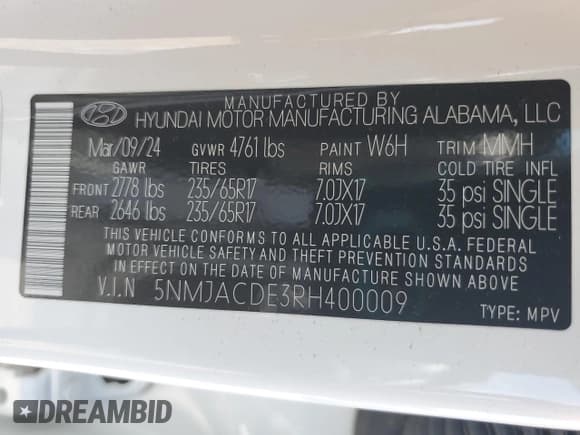 MANUFACTURED BY
HYUNDAI MOTOR MANUFACTURING ALABAMA, LLC
Mar/09/24 GVWR 4761 lbs PAINT W6H TRIM MMH
GAWR TIRES RIMS COLD TIRE INFL
FRONT 2778 lbs 235/65R17 7.0JX17 35 psi SINGLE
REAR 2646 lbs 235/65R17 7.0JX17 35 psi SINGLE
THIS VEHICLE CONFORMS TO ALL APPLICABLE U.S.A. FEDERAL
MOTOR VEHICLE SAFETY AND THEFT PREVENTION STANDARDS
IN EFFECT ON THE DATE OF MANUFACTURE SHOWN ABOVE.
V.I.N 5NMJACDE3RH400009 TYPE: MPV
DREAMBID